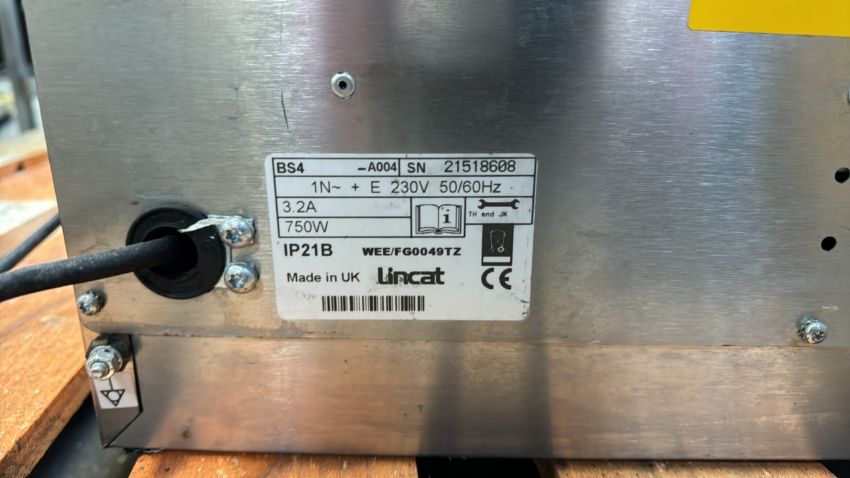 BS4 -A004 SN 21518608
1N~ + E 230V 50/60Hz
3.2A
TH and JK
750W
IP21B WEE/FG0049TZ
Made in UK Lincat CE